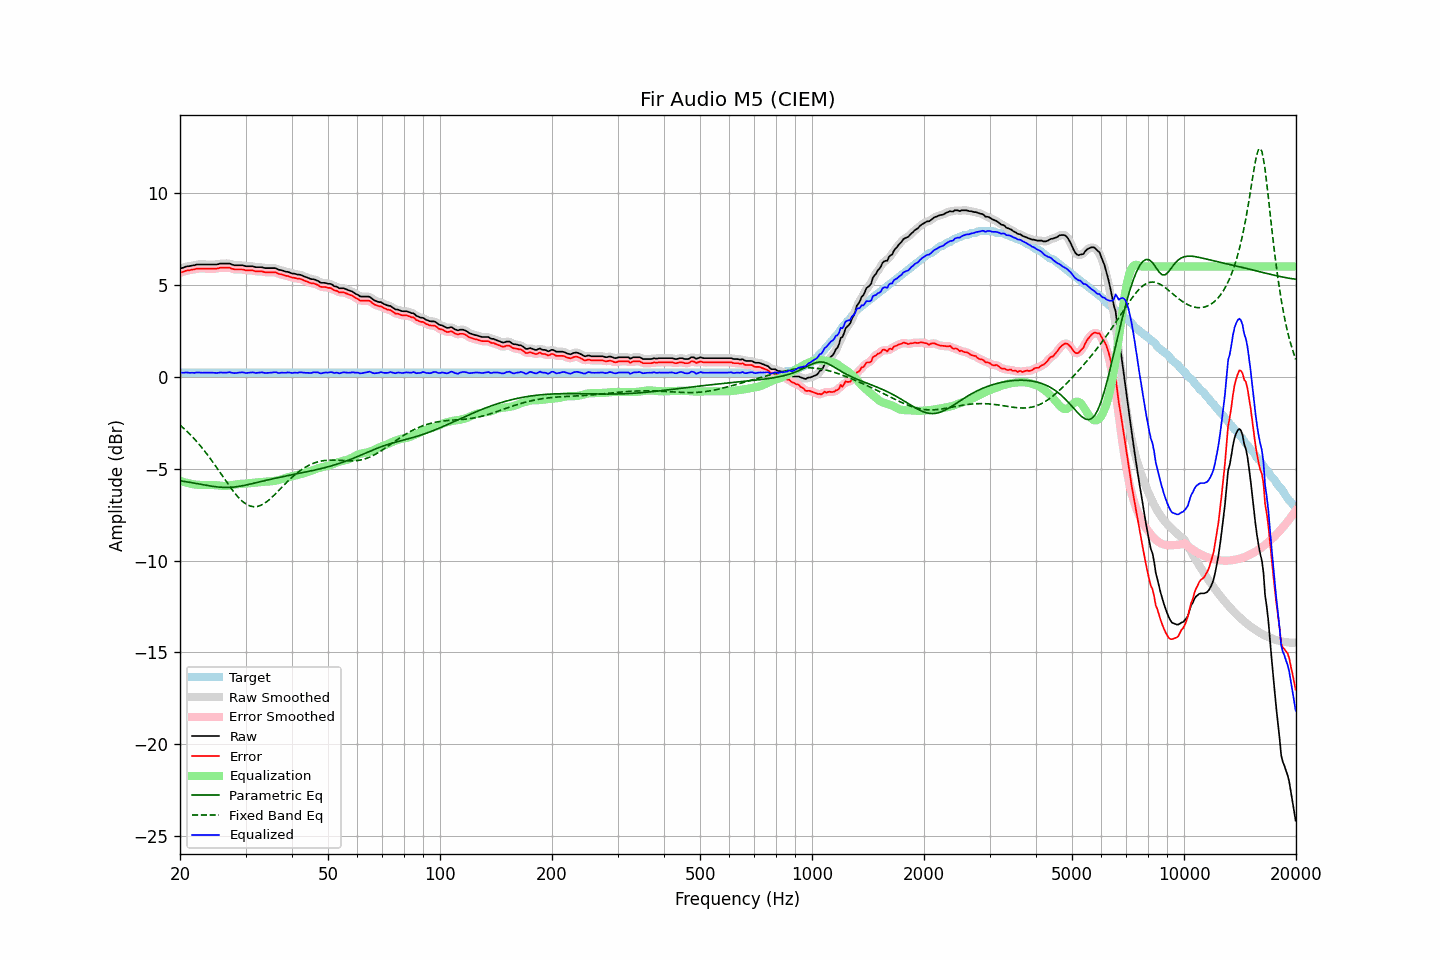 Fir Audio M5 (CIEM)
Amplitude (dBr)
10
5
0
−5
−10
−15
−20
−25
Target
Raw Smoothed
Error Smoothed
Raw
Error
Equalization
Parametric Eq
Fixed Band Eq
Equalized
20
50
100
200
500
1000
2000
5000
10000
20000
Frequency (Hz)